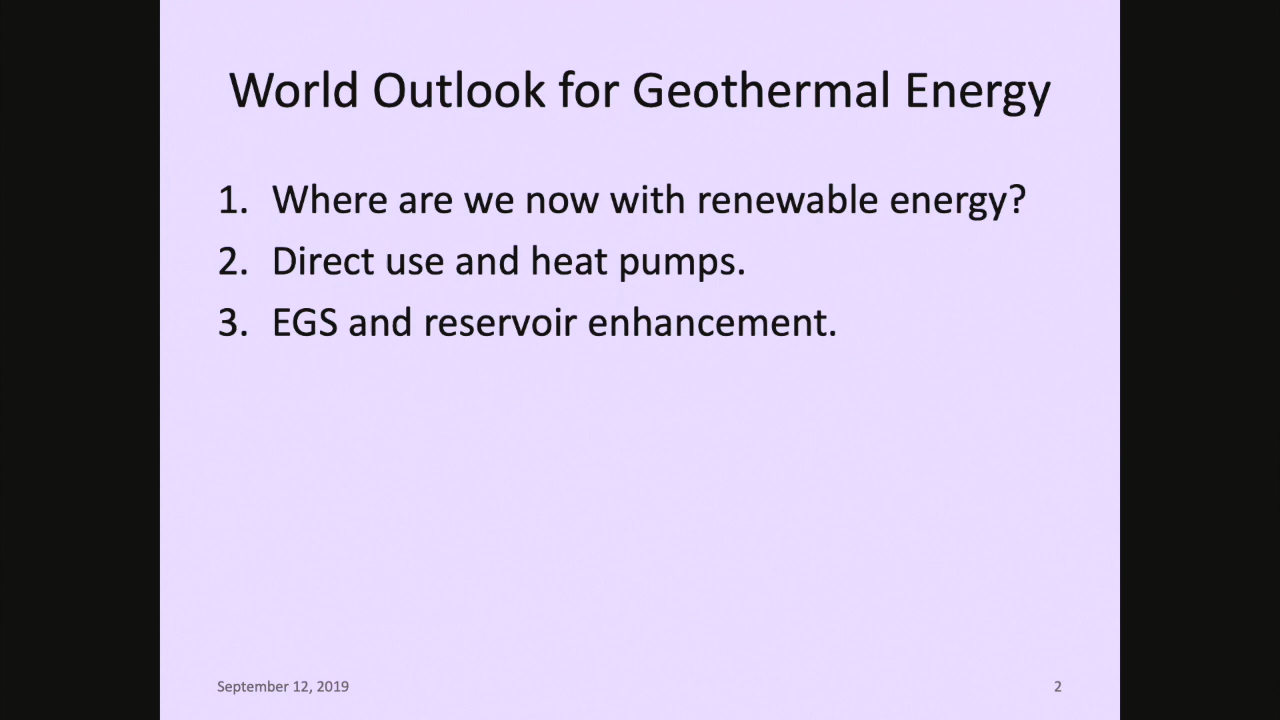 World Outlook for Geothermal Energy
1. Where are we now with renewable energy?
2. Direct use and heat pumps.
3. EGS and reservoir enhancement.
September 12, 2019
2